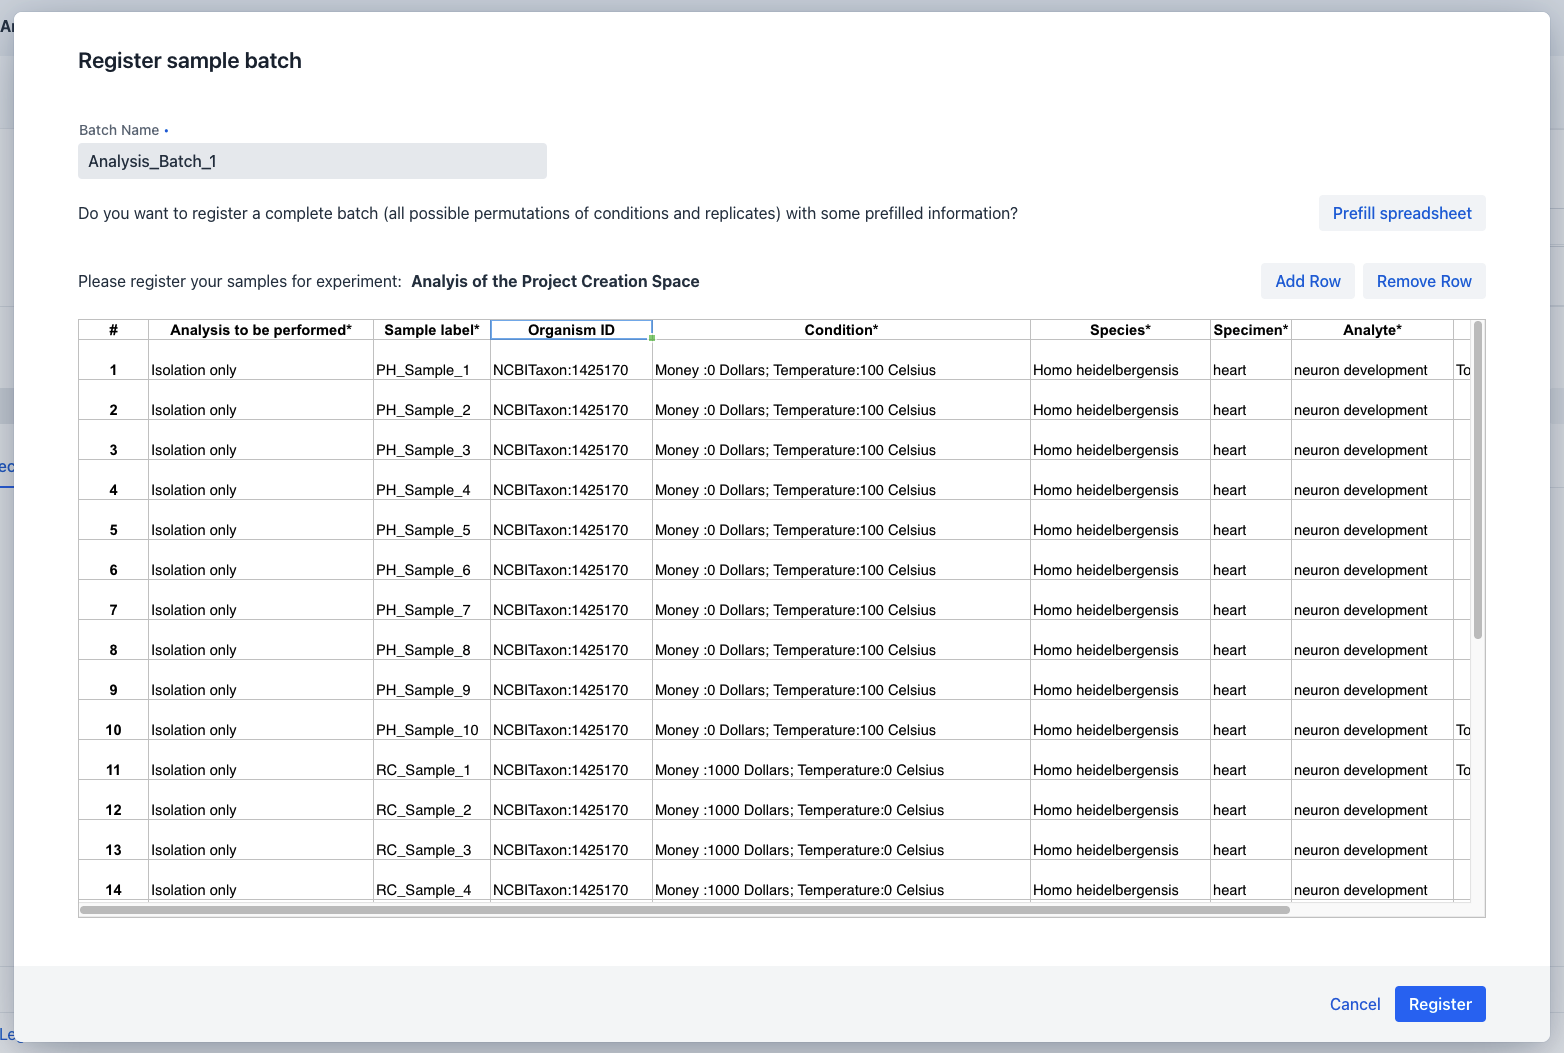 Register sample batch
Batch Name •
Analysis_Batch_1
Do you want to register a complete batch (all possible permutations of conditions and replicates) with some prefilled information?
Prefill spreadsheet
Please register your samples for experiment: Analyis of the Project Creation Space
Add Row Remove Row
# Analysis to be performed* Sample label* Organism ID Condition* Species* Specimen* Analyte*
1 Isolation only PH_Sample_1 NCBITaxon:1425170 Money :0 Dollars; Temperature:100 Celsius Homo heidelbergensis heart neuron development To
2 Isolation only PH_Sample_2 NCBITaxon:1425170 Money :0 Dollars; Temperature:100 Celsius Homo heidelbergensis heart neuron development
3 Isolation only PH_Sample_3 NCBITaxon:1425170 Money :0 Dollars; Temperature:100 Celsius Homo heidelbergensis heart neuron development
4 Isolation only PH_Sample_4 NCBITaxon:1425170 Money :0 Dollars; Temperature:100 Celsius Homo heidelbergensis heart neuron development
5 Isolation only PH_Sample_5 NCBITaxon:1425170 Money :0 Dollars; Temperature:100 Celsius Homo heidelbergensis heart neuron development
6 Isolation only PH_Sample_6 NCBITaxon:1425170 Money :0 Dollars; Temperature:100 Celsius Homo heidelbergensis heart neuron development
7 Isolation only PH_Sample_7 NCBITaxon:1425170 Money :0 Dollars; Temperature:100 Celsius Homo heidelbergensis heart neuron development
8 Isolation only PH_Sample_8 NCBITaxon:1425170 Money :0 Dollars; Temperature:100 Celsius Homo heidelbergensis heart neuron development
9 Isolation only PH_Sample_9 NCBITaxon:1425170 Money :0 Dollars; Temperature:100 Celsius Homo heidelbergensis heart neuron development
10 Isolation only PH_Sample_10 NCBITaxon:1425170 Money :0 Dollars; Temperature:100 Celsius Homo heidelbergensis heart neuron development To
11 Isolation only RC_Sample_1 NCBITaxon:1425170 Money :1000 Dollars; Temperature:0 Celsius Homo heidelbergensis heart neuron development To
12 Isolation only RC_Sample_2 NCBITaxon:1425170 Money :1000 Dollars; Temperature:0 Celsius Homo heidelbergensis heart neuron development
13 Isolation only RC_Sample_3 NCBITaxon:1425170 Money :1000 Dollars; Temperature:0 Celsius Homo heidelbergensis heart neuron development
14 Isolation only RC_Sample_4 NCBITaxon:1425170 Money :1000 Dollars; Temperature:0 Celsius Homo heidelbergensis heart neuron development
Cancel Register